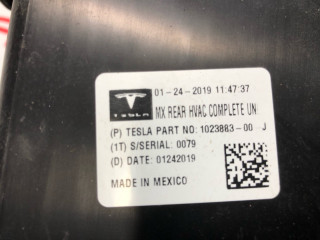 01-24-2019 11:47:37
TESLA
MX REAR HVAC COMPLETE UN
(P) TESLA PART NO: 1023883-00 J
(1T) S/SERIAL: 0079
(D) DATE: 01242019
MADE IN MEXICO